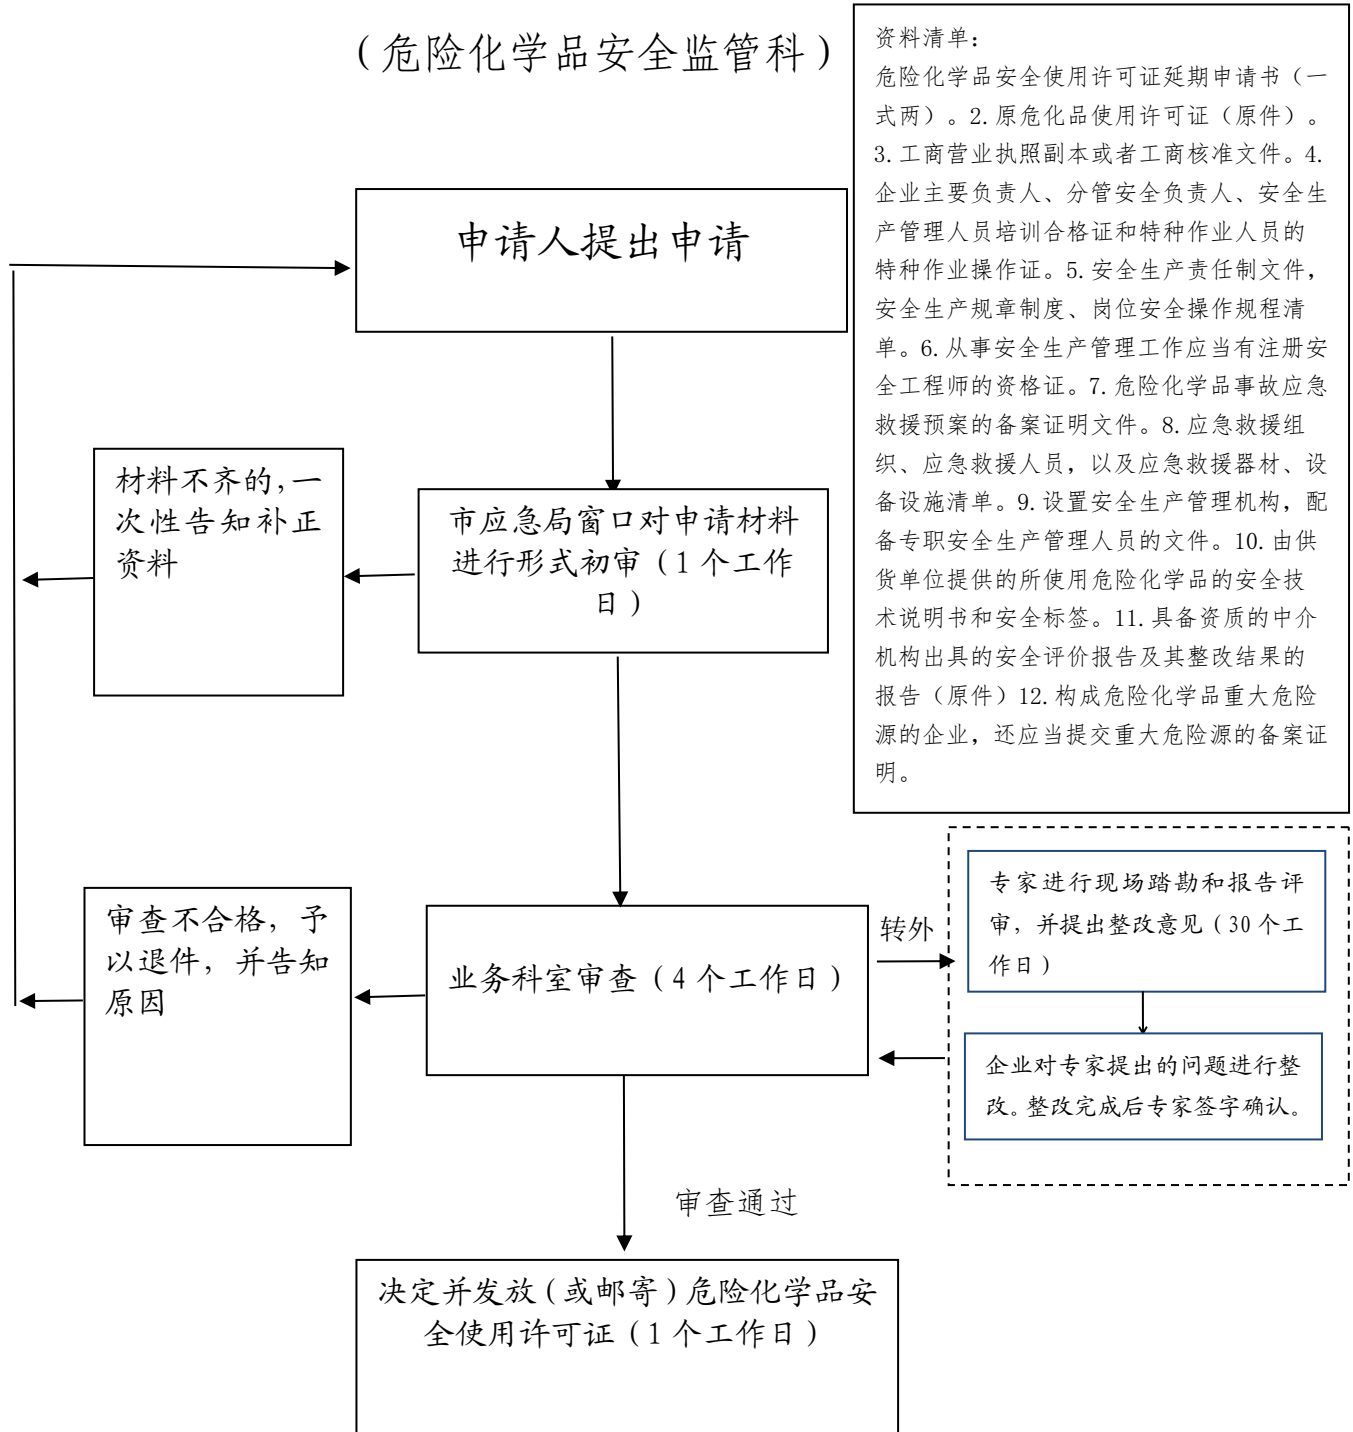 (危险化学品安全监管科)
资料清单:
危险化学品安全使用许可证延期申请书(一
式两)。2.原危化品使用许可证(原件)。
3.工商营业执照副本或者工商核准文件。4.
企业主要负责人、分管安全负责人、安全生
产管理人员培训合格证和特种作业人员的
特种作业操作证。5.安全生产责任制文件,
安全生产规章制度、岗位安全操作规程清
单。6.从事安全生产管理工作应当有注册安
全工程师的资格证。7.危险化学品事故应急
救援预案的备案证明文件。8.应急救援组
织、应急救援人员,以及应急救援器材、设
备设施清单。9.设置安全生产管理机构,配
备专职安全生产管理人员的文件。10.由供
货单位提供的所使用危险化学品的安全技
术说明书和安全标签。11.具备资质的中介
机构出具的安全评价报告及其整改结果的
报告(原件)12.构成危险化学品重大危险
源的企业,还应当提交重大危险源的备案证
明。
申请人提出申请
材料不齐的,一
次性告知补正
资料
市应急局窗口对申请材料
进行形式初审(1个工作
日)
审查不合格,予
以退件,并告知
原因
业务科室审查(4个工作日)
转外
专家进行现场踏勘和报告评
审,并提出整改意见(30个工
作日)
企业对专家提出的问题进行整
改。整改完成后专家签字确认。
审查通过
决定并发放(或邮寄)危险化学品安
全使用许可证(1个工作日)